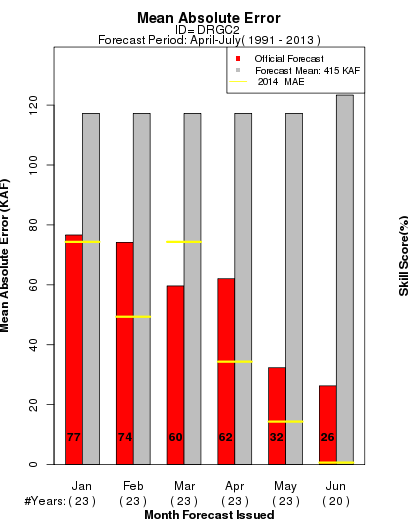 Mean Absolute Error
ID= DRGC2
Forecast Period: April-July( 1991 - 2013 )
Official Forecast
Forecast Mean: 415 KAF
2014 MAE
Mean Absolute Error (KAF)
120
100
80
60
40
20
0
77 74 60 62 32 26
Jan Feb Mar Apr May Jun
#Years: ( 23 ) ( 23 ) ( 23 ) ( 23 ) ( 23 ) ( 20 )
Month Forecast Issued
Skill Score(%)